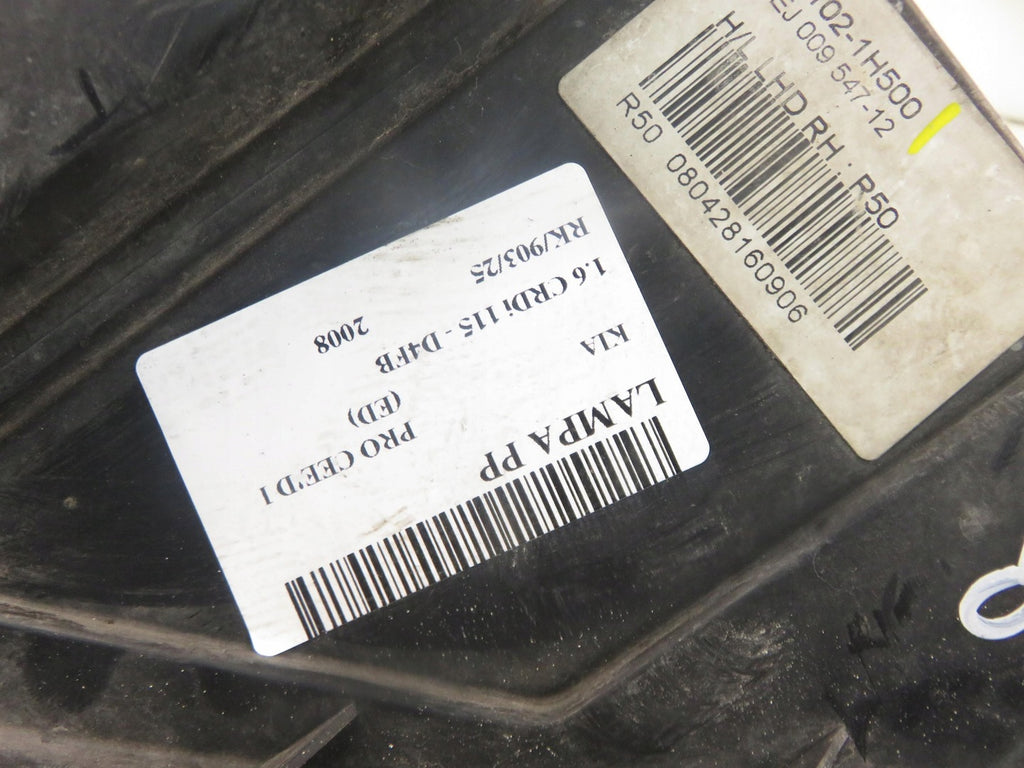 LAMPA PP
KIA
PRO CEE'D I
(ED)
1.6 CRDi 115 - D4FB
2008
RK/903/25
102-1H500
EJ 009 547-12
H/L LHD RH : R50
R50 080428160906